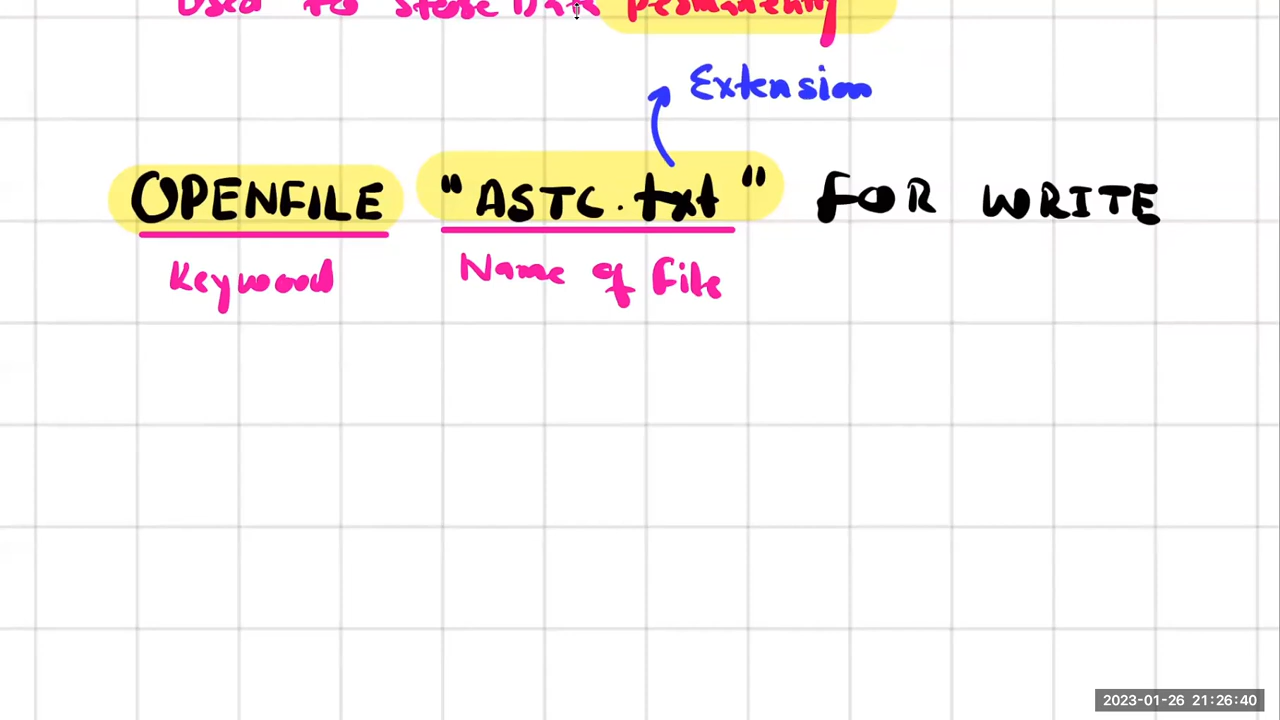 Used to store Data Permanently
Extension
OPENFILE "ASTC.txt" FOR WRITE
Keyword Name of File
2023-01-26 21:26:40